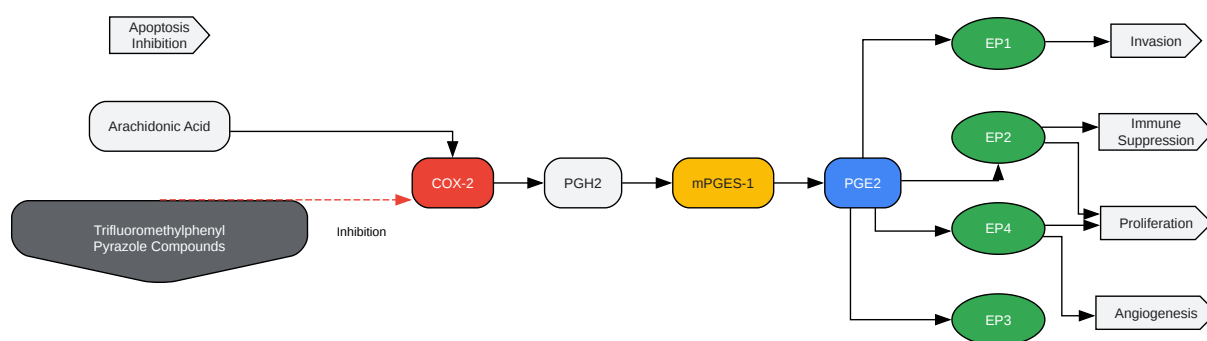 Apoptosis
Inhibition
Arachidonic Acid
Trifluoromethylphenyl
Pyrazole Compounds
Inhibition
COX-2
PGH2
mPGES-1
PGE2
EP1
EP2
EP4
EP3
Invasion
Immune
Suppression
Proliferation
Angiogenesis